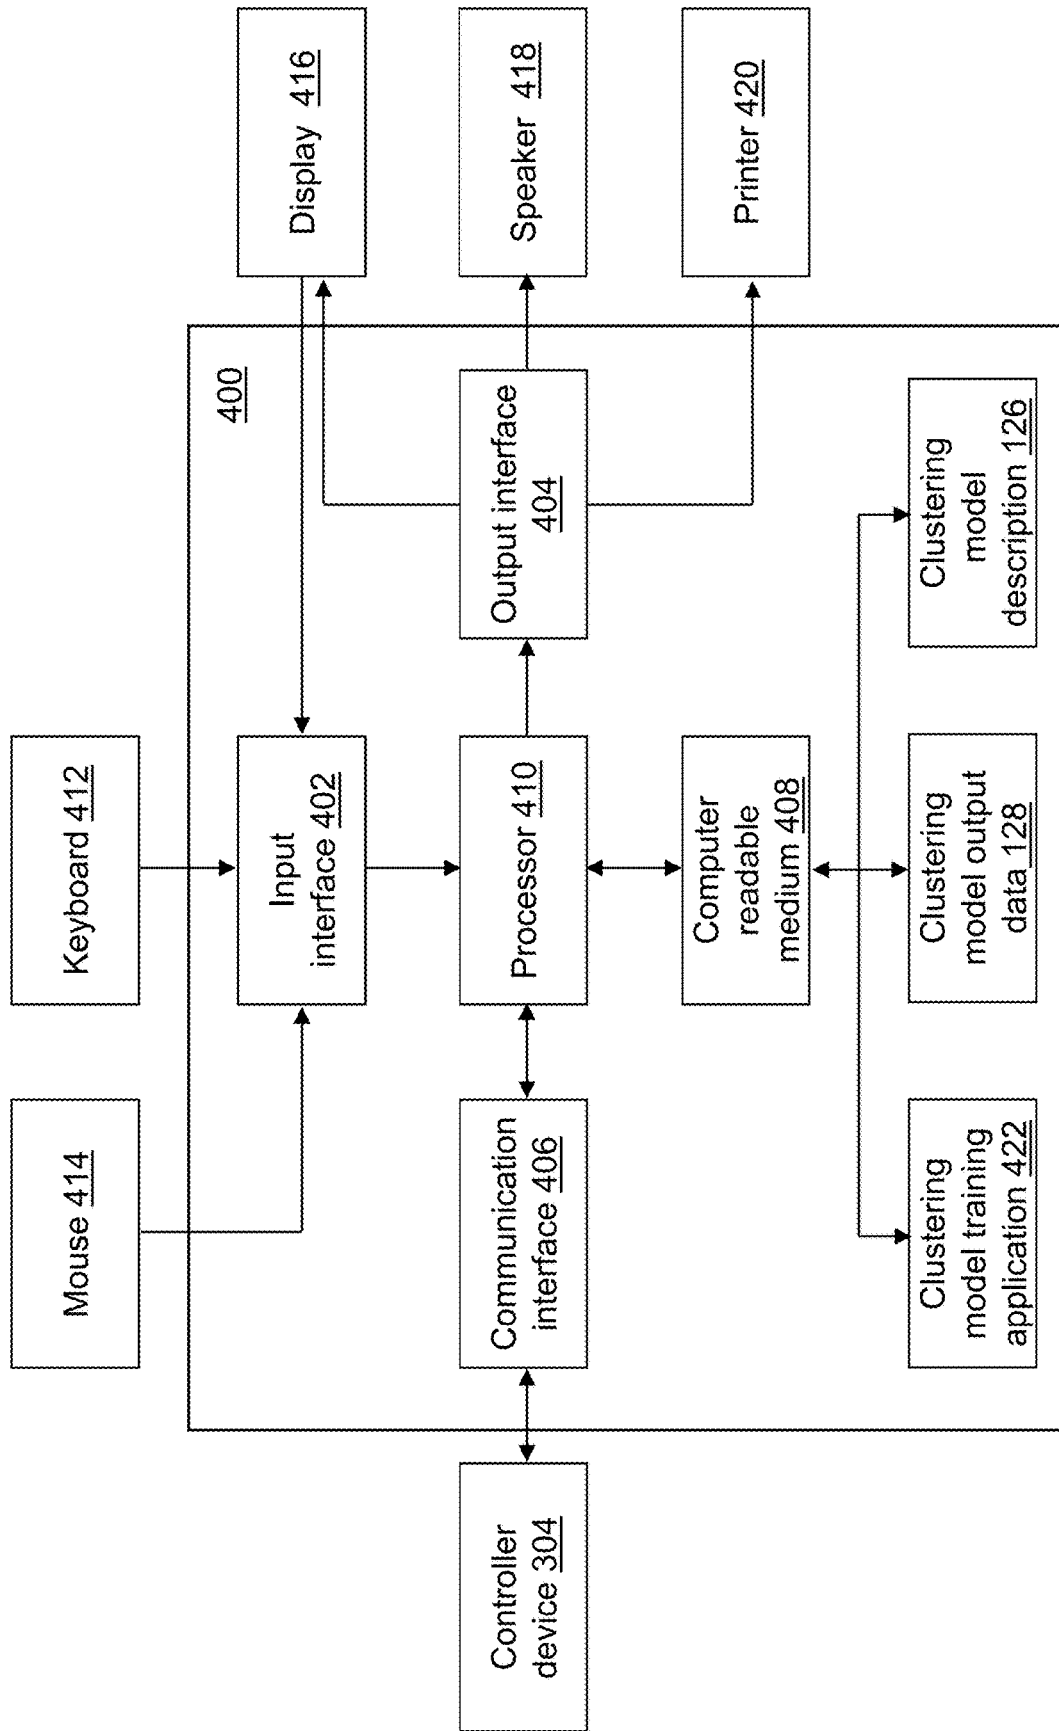 Mouse 414
Keyboard 412
400
Display 416
Input
interface 402
Controller
device 304
Communication
interface 406
Processor 410
Output interface
404
Speaker 418
Computer
readable
medium 408
Printer 420
Clustering
model training
application 422
Clustering
model output
data 128
Clustering
model
description 126